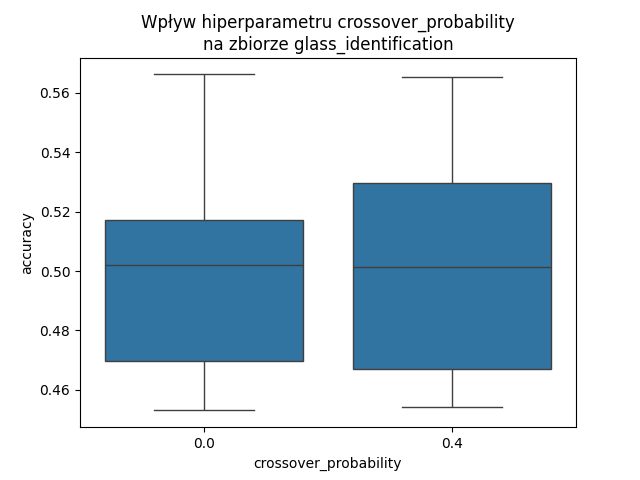 Wpływ hiperparametru crossover_probability
na zbiorze glass_identification
accuracy
0.56
0.54
0.52
0.50
0.48
0.46
0.0
0.4
crossover_probability